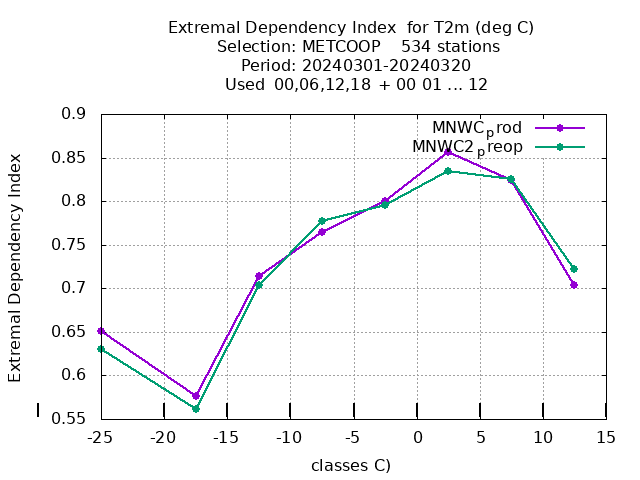 Extremal Dependency Index  for T2m (deg C)
Selection: METCOOP    534 stations
Period: 20240301-20240320
Used  00,06,12,18 + 00 01 ... 12
0.9
0.85
0.8
0.75
0.7
0.65
0.6
0.55
Extremal Dependency Index
MNWC_prod
MNWC2_preop
-25 -20 -15 -10 -5 0 5 10 15
classes C)